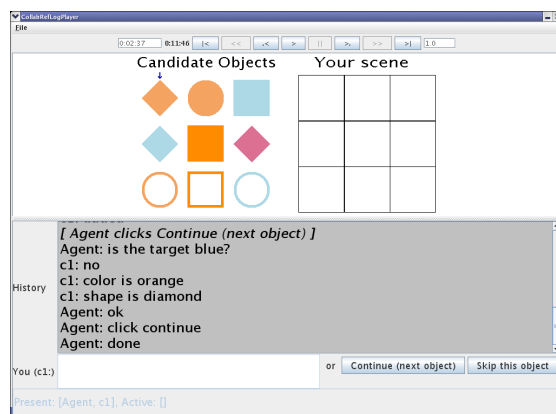 CollabRefLogPlayer
File
0:02:37 0:11:46 |< << .< > || >. >> >| 1.0
Candidate Objects Your scene
[ Agent clicks Continue (next object) ]
Agent: is the target blue?
c1: no
c1: color is orange
c1: shape is diamond
Agent: ok
Agent: click continue
Agent: done
History
You (c1:) or Continue (next object) Skip this object
Present: [Agent, c1], Active: []